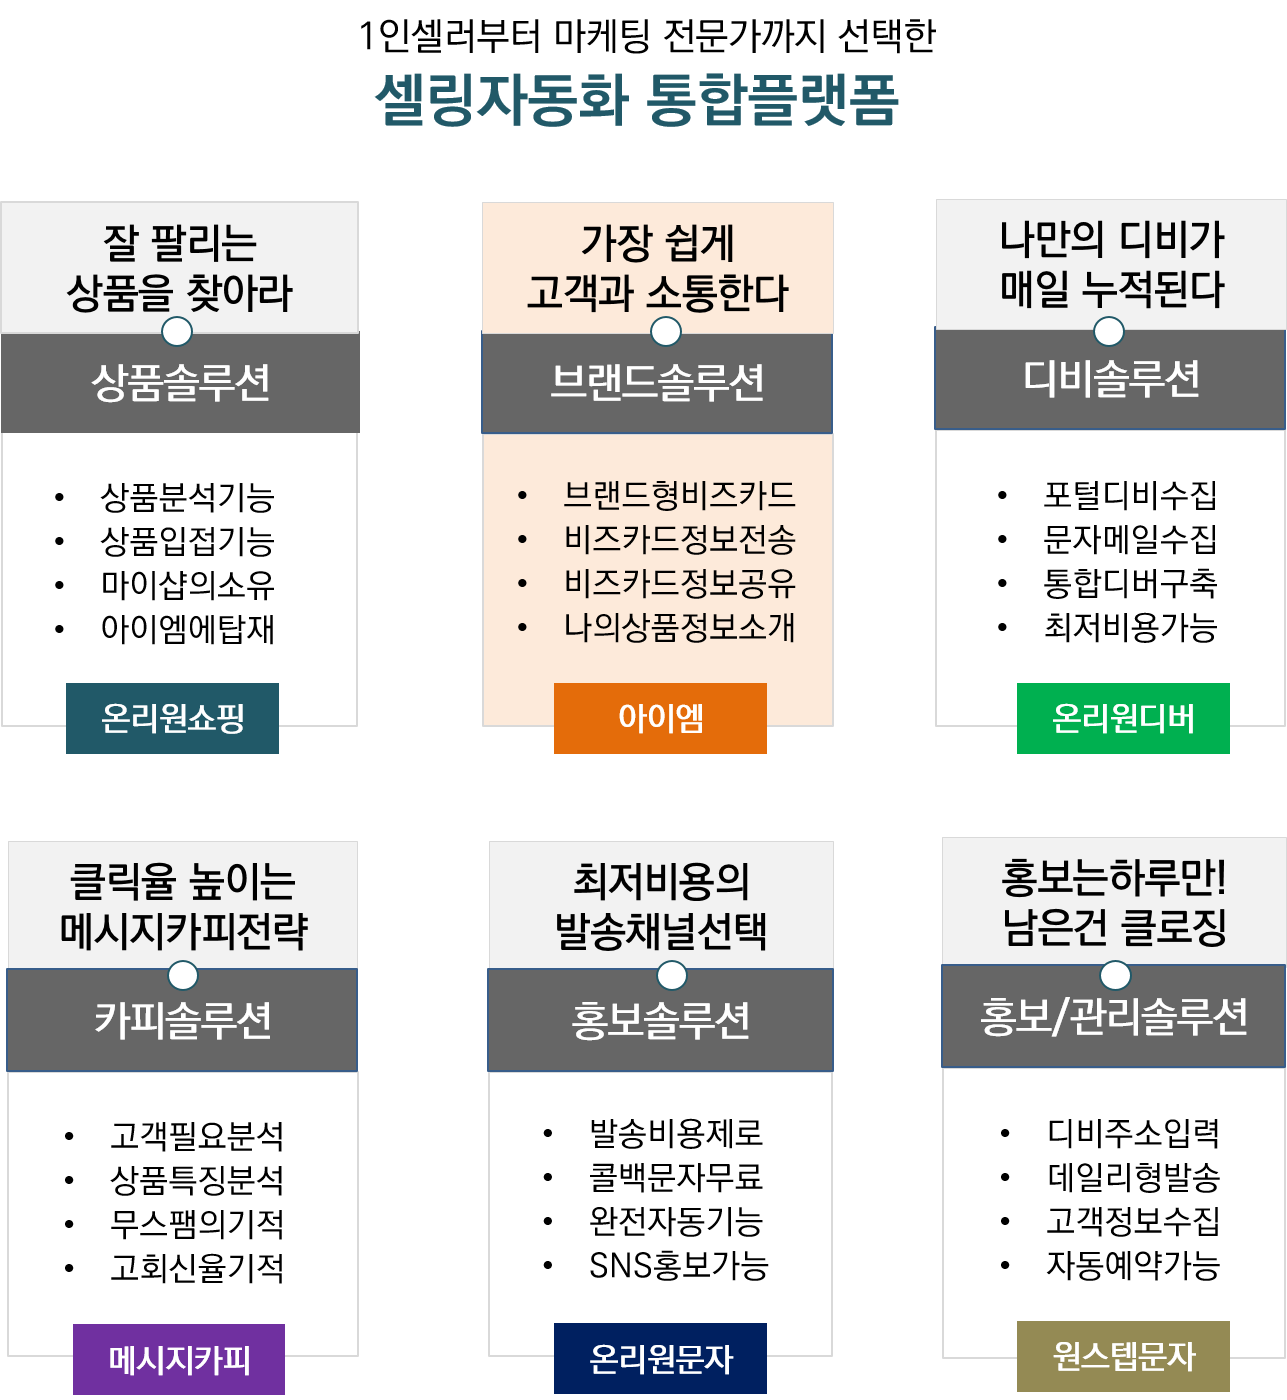 1인셀러부터 마케팅 전문가까지 선택한
셀링자동화 통합플랫폼
잘 팔리는
상품을 찾아라
상품솔루션
• 상품분석기능
• 상품입접기능
• 마이샵의소유
• 아이엠에탑재
온리원쇼핑
가장 쉽게
고객과 소통한다
브랜드솔루션
• 브랜드형비즈카드
• 비즈카드정보전송
• 비즈카드정보공유
• 나의상품정보소개
아이엠
나만의 디비가
매일 누적된다
디비솔루션
• 포털디비수집
• 문자메일수집
• 통합디버구축
• 최저비용가능
온리원디버
클릭율 높이는
메시지카피전략
카피솔루션
• 고객필요분석
• 상품특징분석
• 무스팸의기적
• 고회신율기적
메시지카피
최저비용의
발송채널선택
홍보솔루션
• 발송비용제로
• 콜백문자무료
• 완전자동기능
• SNS홍보가능
온리원문자
홍보는하루만!
남은건 클로징
홍보/관리솔루션
• 디비주소입력
• 데일리형발송
• 고객정보수집
• 자동예약가능
원스텝문자